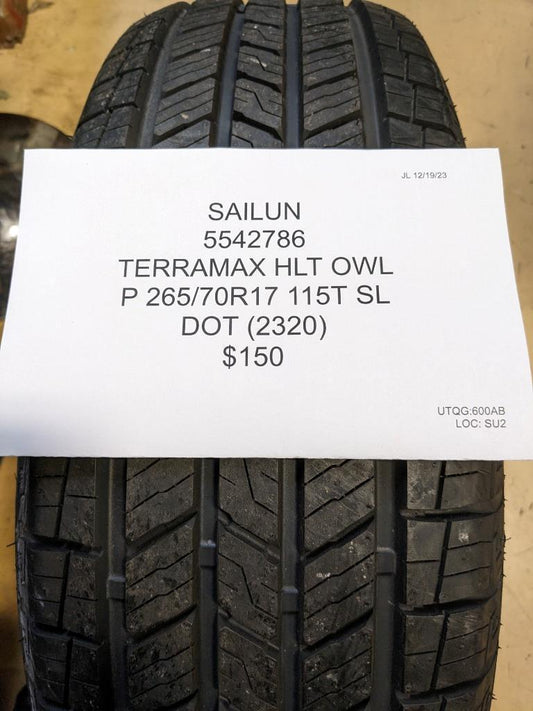 JL 12/19/23
SAILUN
5542786
TERRAMAX HLT OWL
P 265/70R17 115T SL
DOT (2320)
$150
UTQG:600AB
LOC: SU2